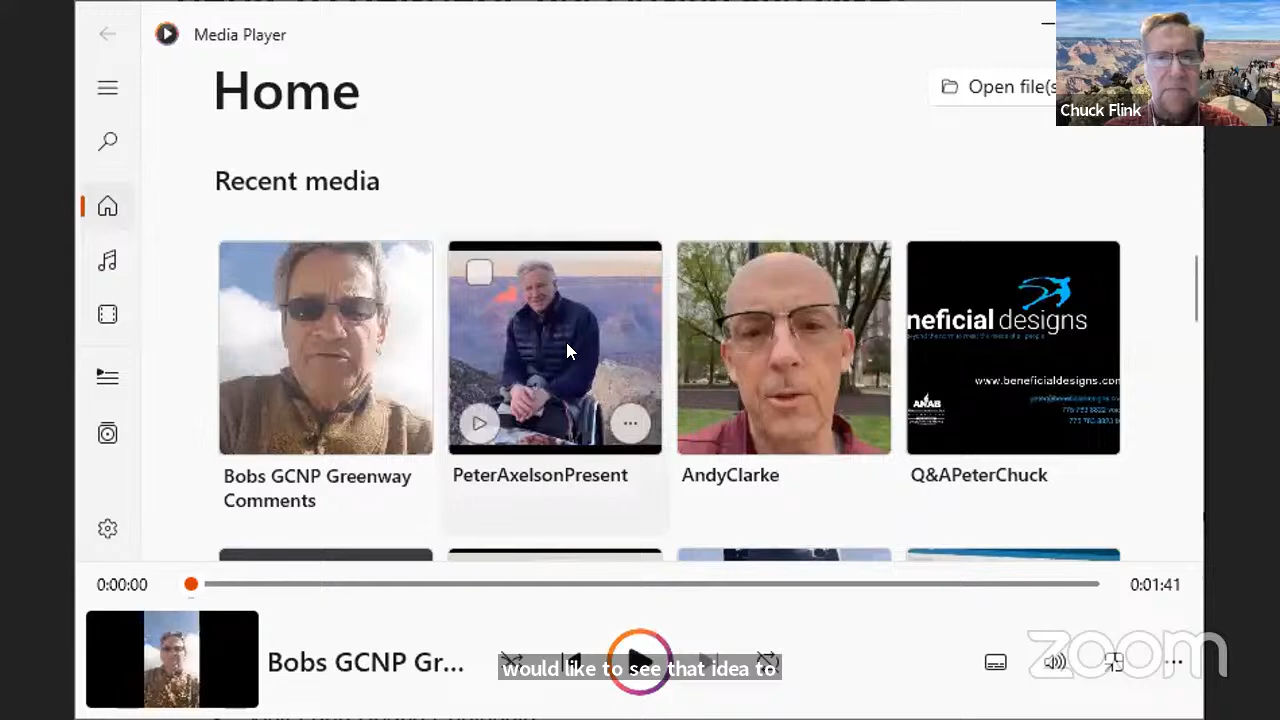 Media Player
Home
Open file(s
Chuck Flink
Recent media
neficial designs
www.beneficialdesigns.com
ANAB
Bobs GCNP Greenway
Comments
PeterAxelsonPresent
AndyClarke
Q&APeterChuck
0:00:00
0:01:41
Bobs GCNP Gr...
would like to see that idea to
zoom